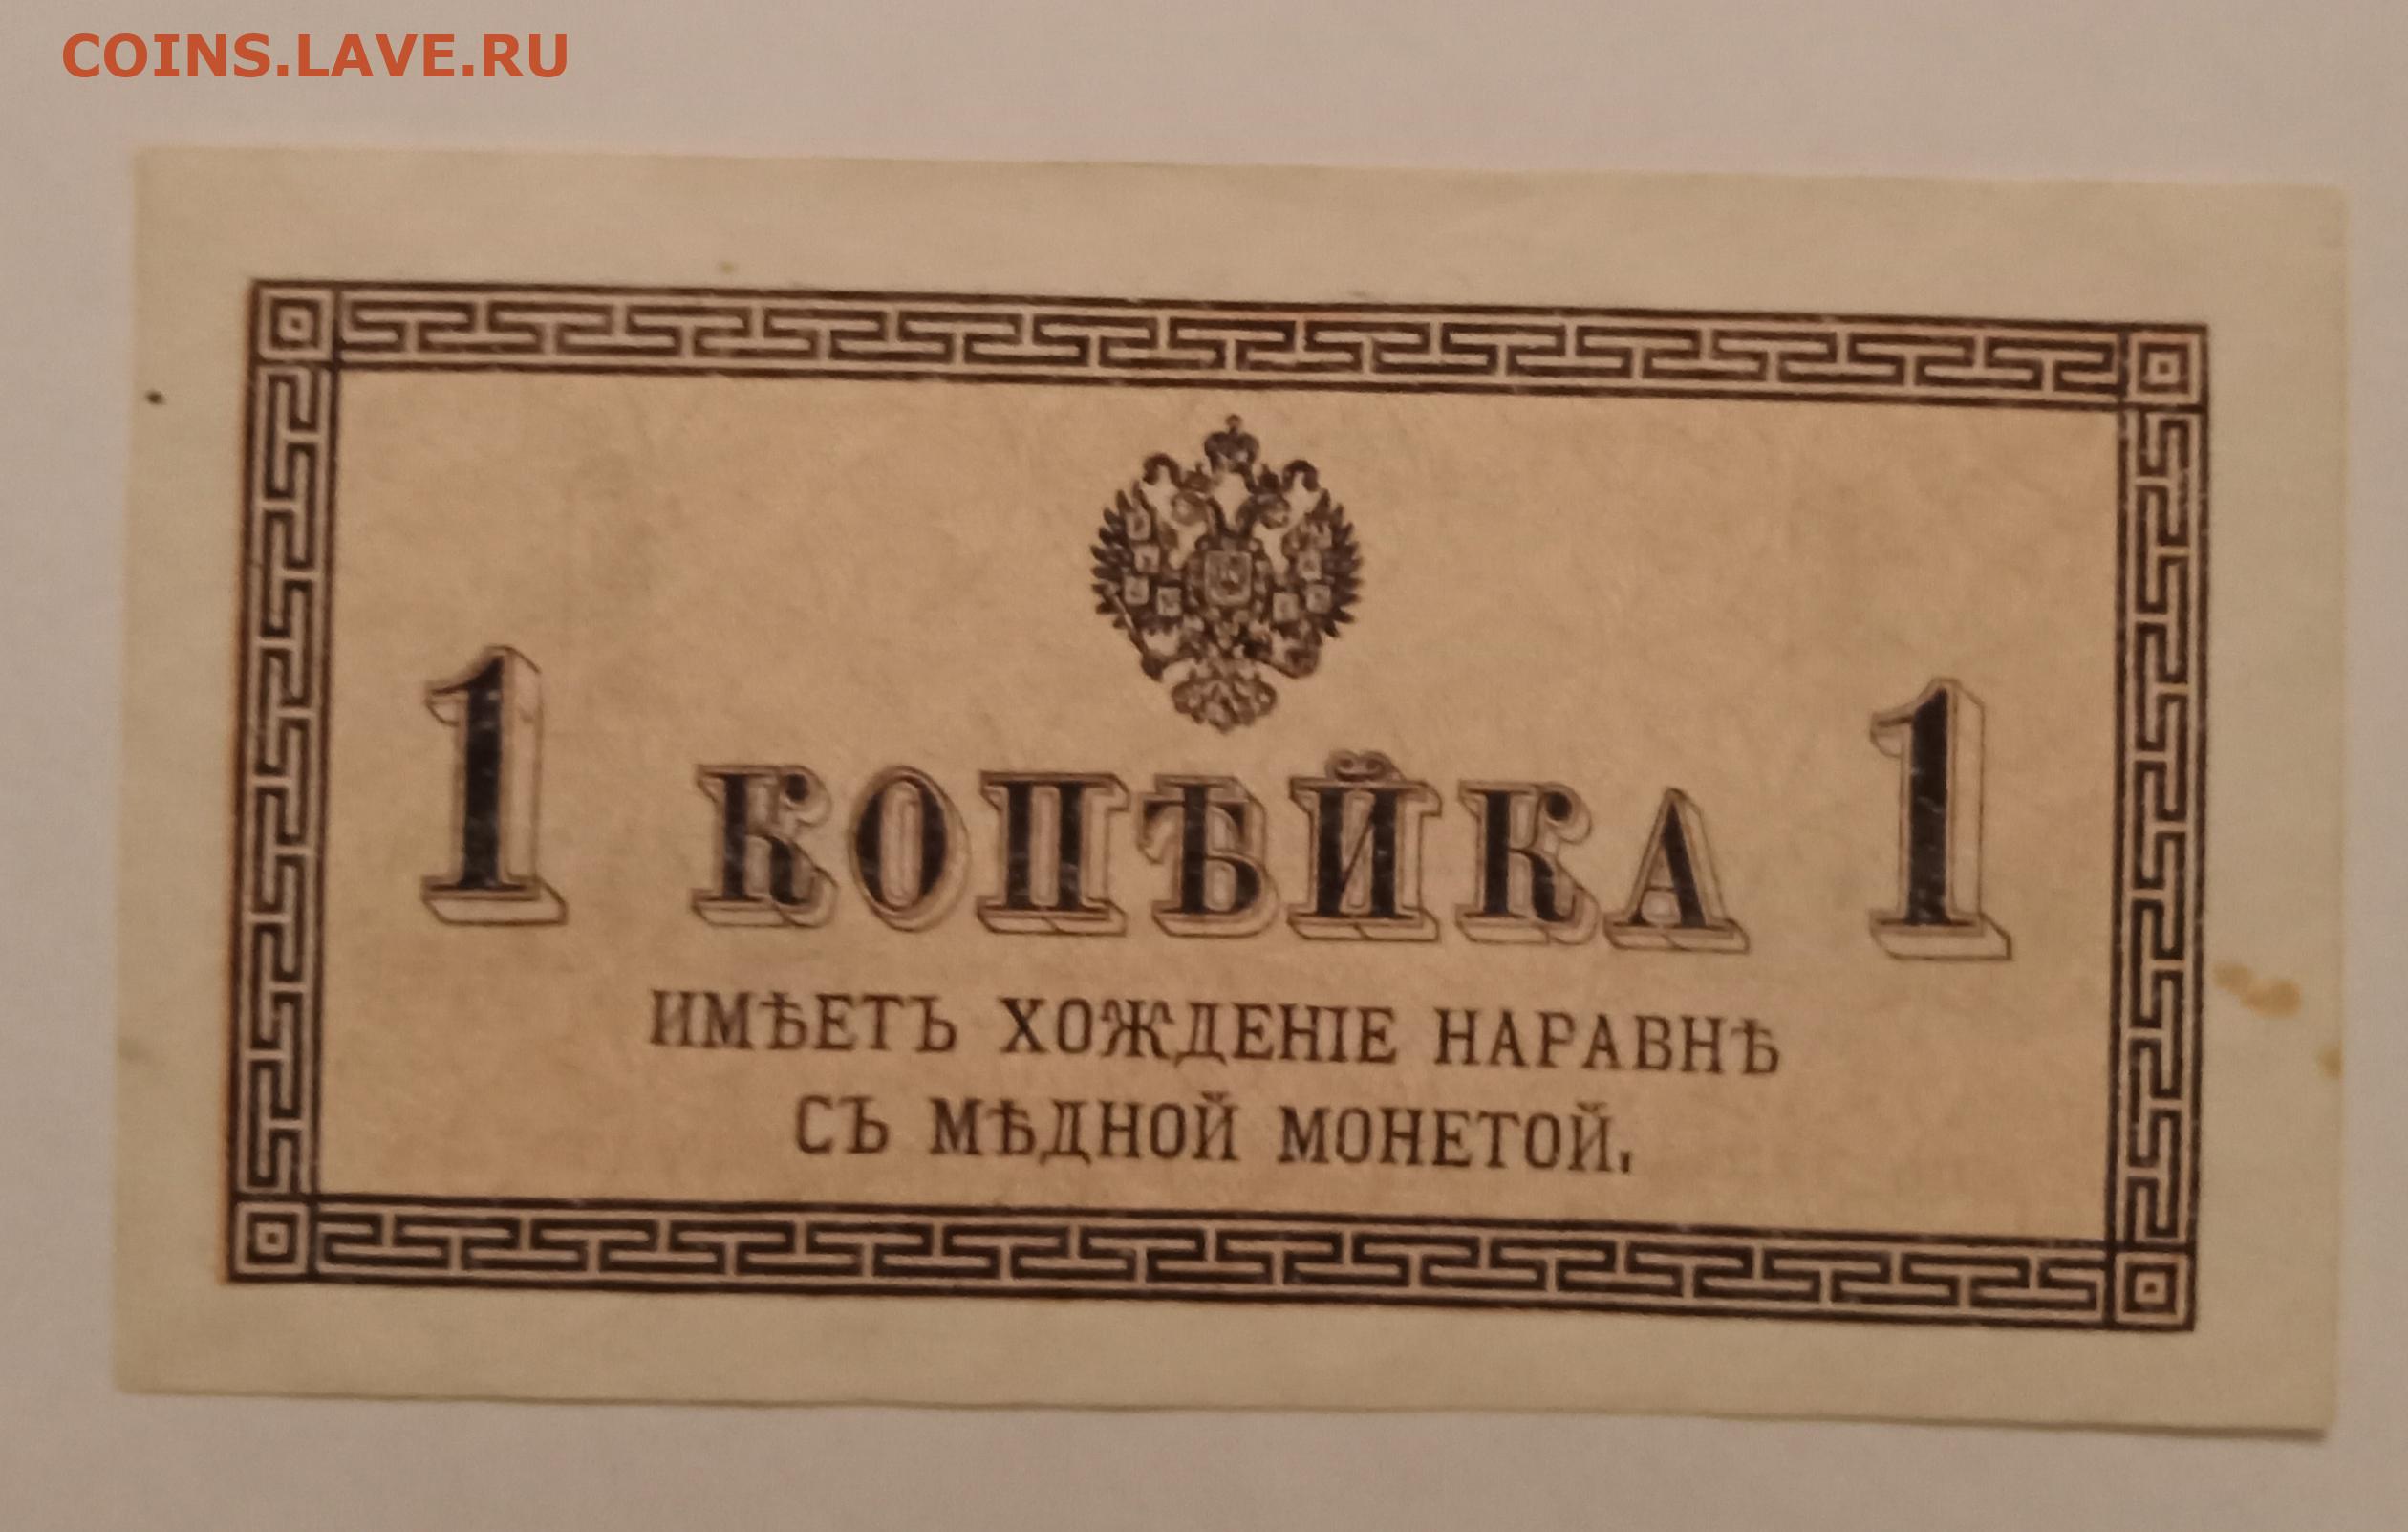 COINS.LAVE.RU
1 КОПѢЙКА 1
ИМѢЕТЪ ХОЖДЕНІЕ НАРАВНѢ
СЪ МѢДНОЙ МОНЕТОЙ.